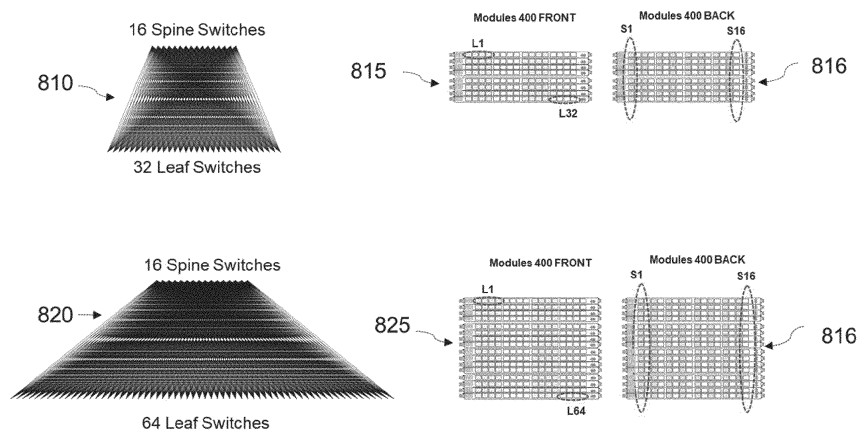 16 Spine Switches
810
32 Leaf Switches
Modules 400 FRONT
Modules 400 BACK
L1
S1
S16
815
816
L32
16 Spine Switches
820
64 Leaf Switches
Modules 400 FRONT
Modules 400 BACK
L1
S1
S16
825
816
L64